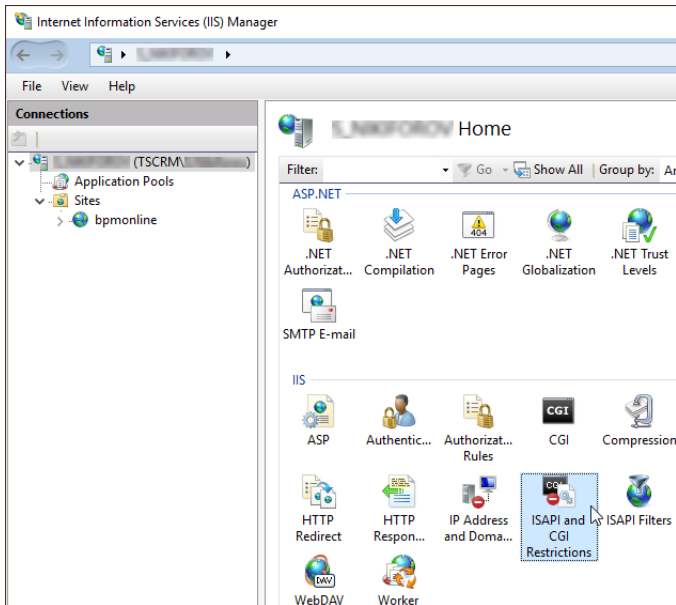 Internet Information Services (IIS) Manager
File View Help
Connections
Home
(TSCRM\ )
Application Pools
Sites
bpmonline
Filter: Go Show All Group by:
ASP.NET
.NET .NET .NET Error .NET .NET Trust
Authorizat... Compilation Pages Globalization Levels
404
SMTP E-mail
IIS
CGI
ASP Authentic... Authorizat... CGI Compression
Rules
HTTP HTTP IP Address ISAPI and ISAPI Filters
Redirect Respon... and Doma... CGI
Restrictions
DAV
WebDAV Worker